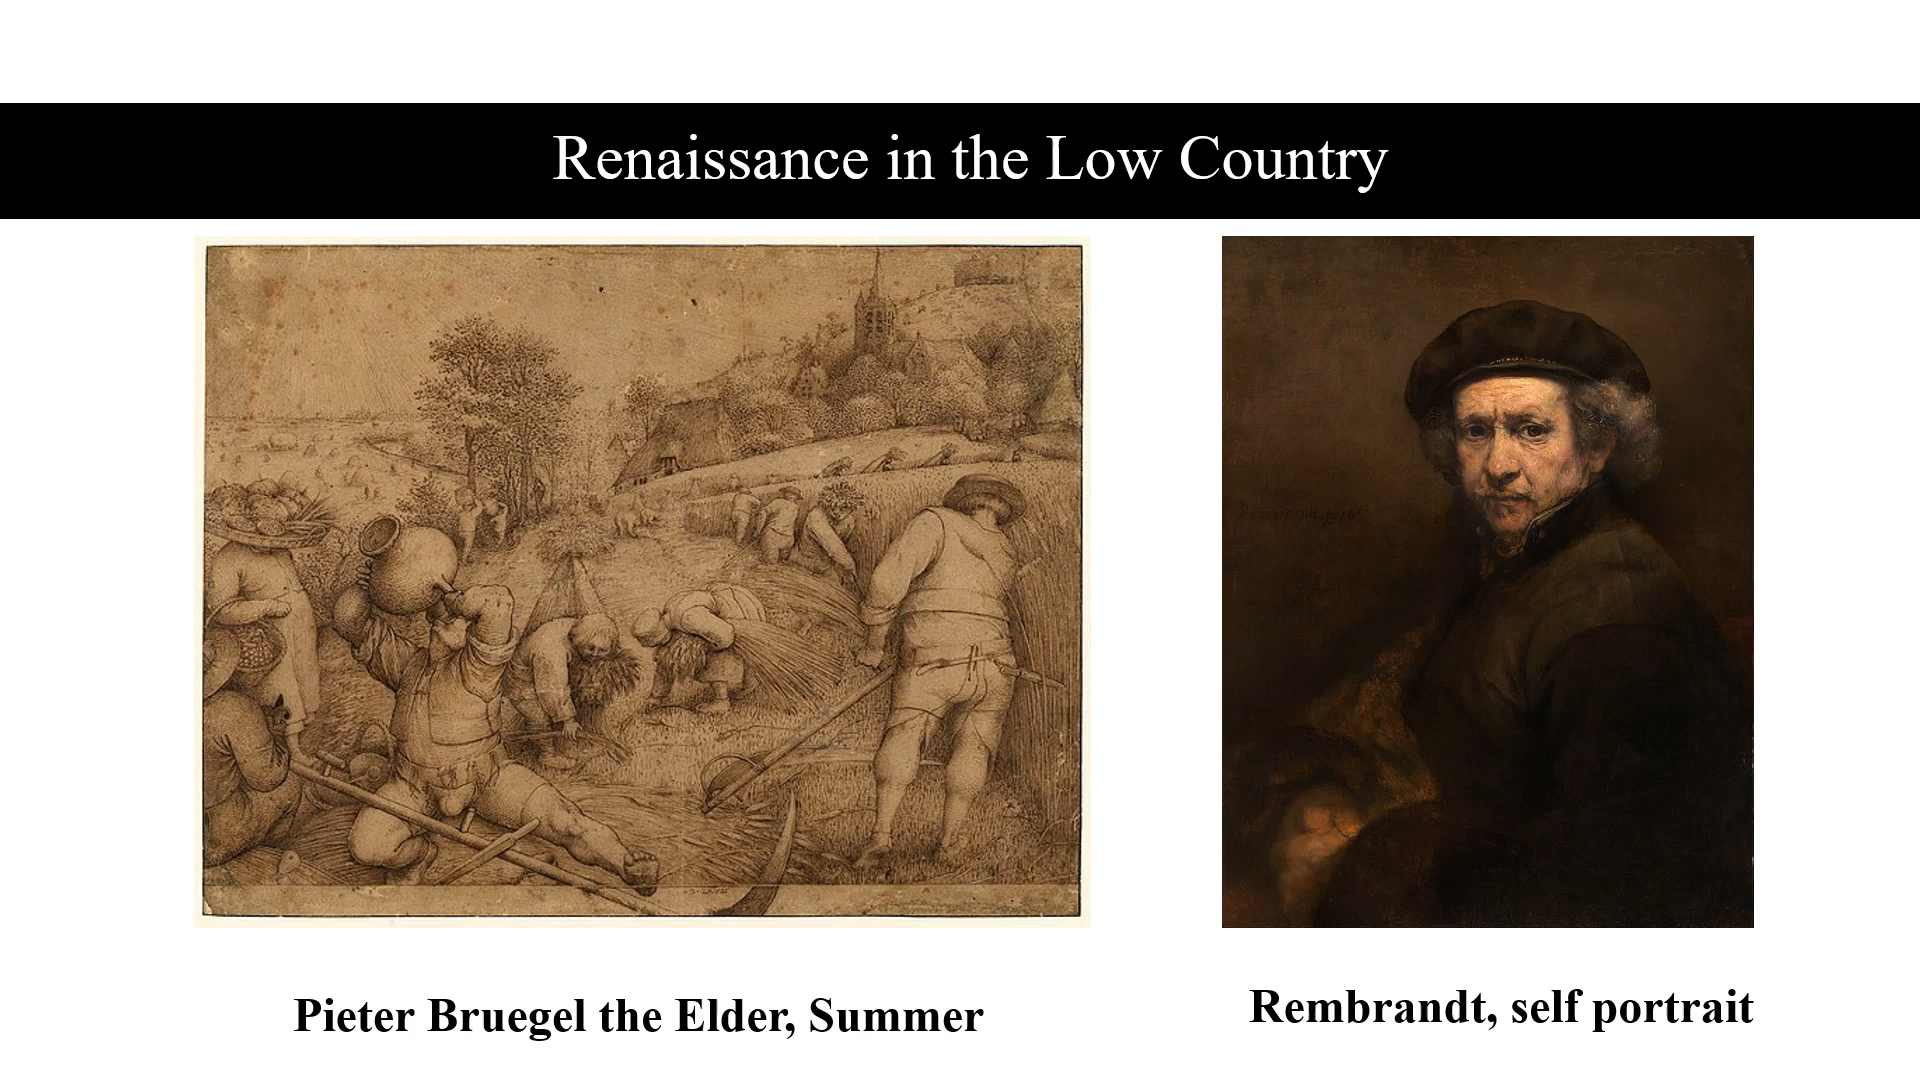 Renaissance in the Low Country
Pieter Bruegel the Elder, Summer
Rembrandt, self portrait